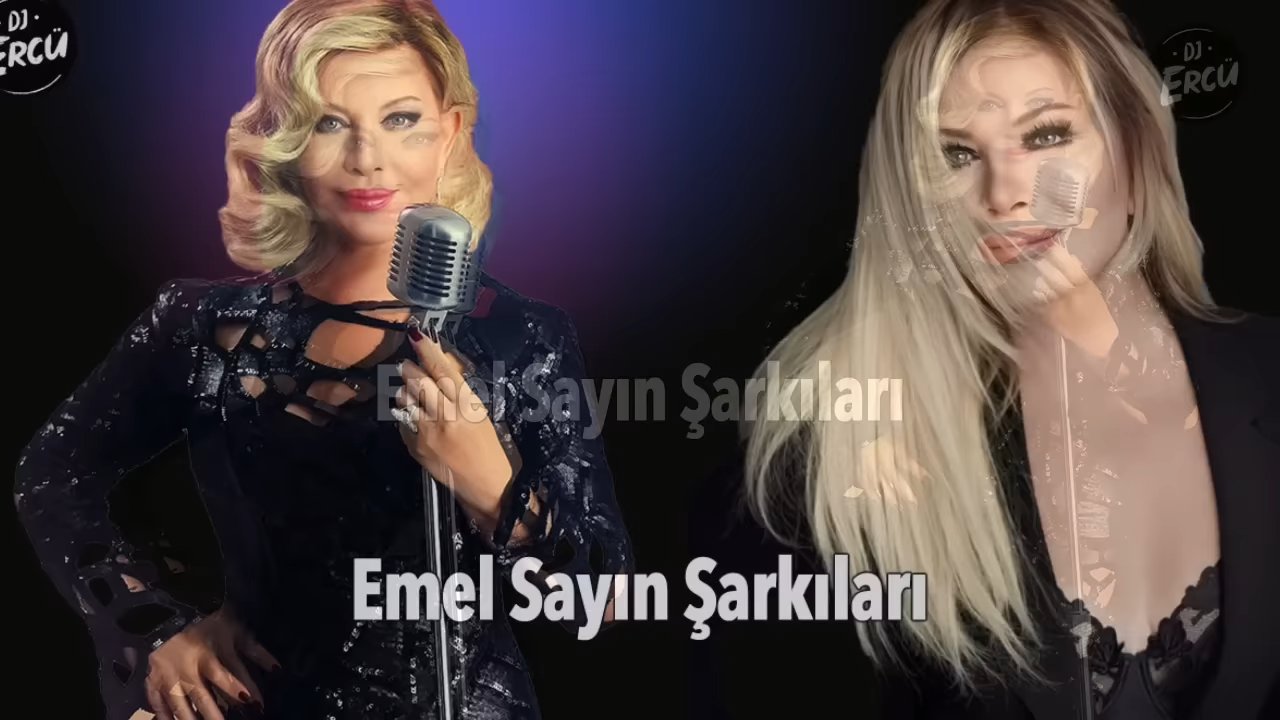 DJ
ERCÜ
DJ
ERCÜ
Emel Sayın Şarkıları
Emel Sayın Şarkıları